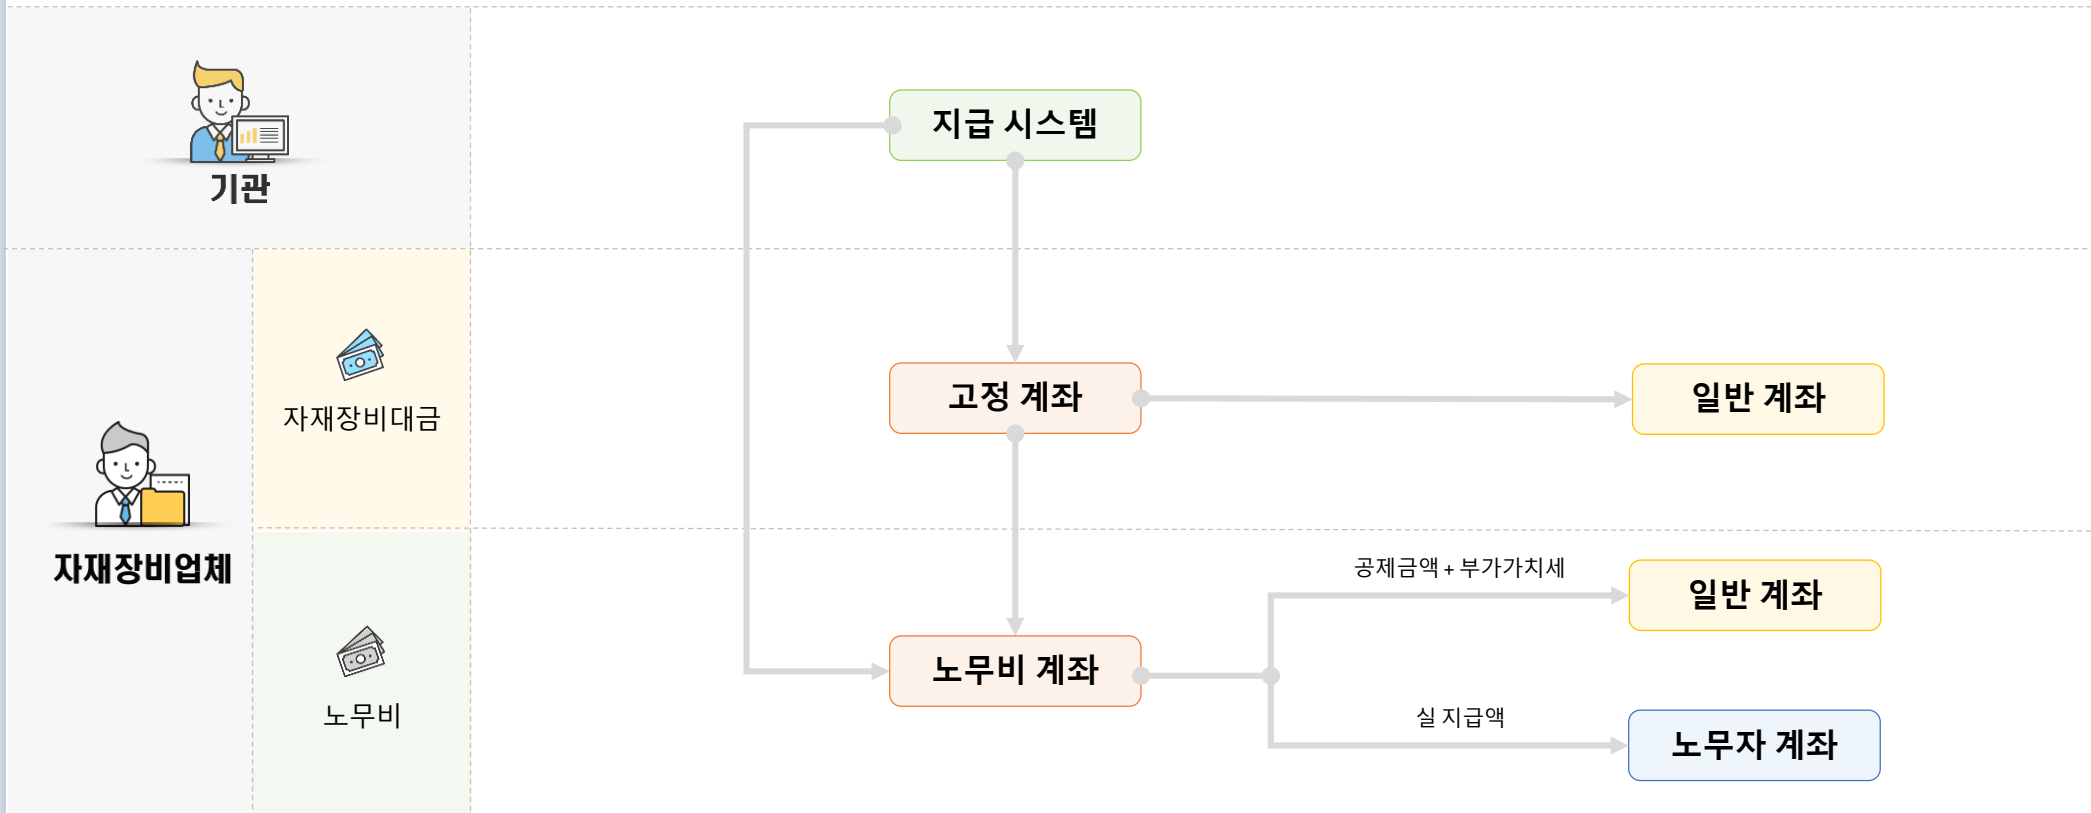 지급 시스템
기관
고정 계좌
일반 계좌
자재장비대금
자재장비업체
공제금액 + 부가가치세
일반 계좌
노무비 계좌
노무비
실 지급액
노무자 계좌